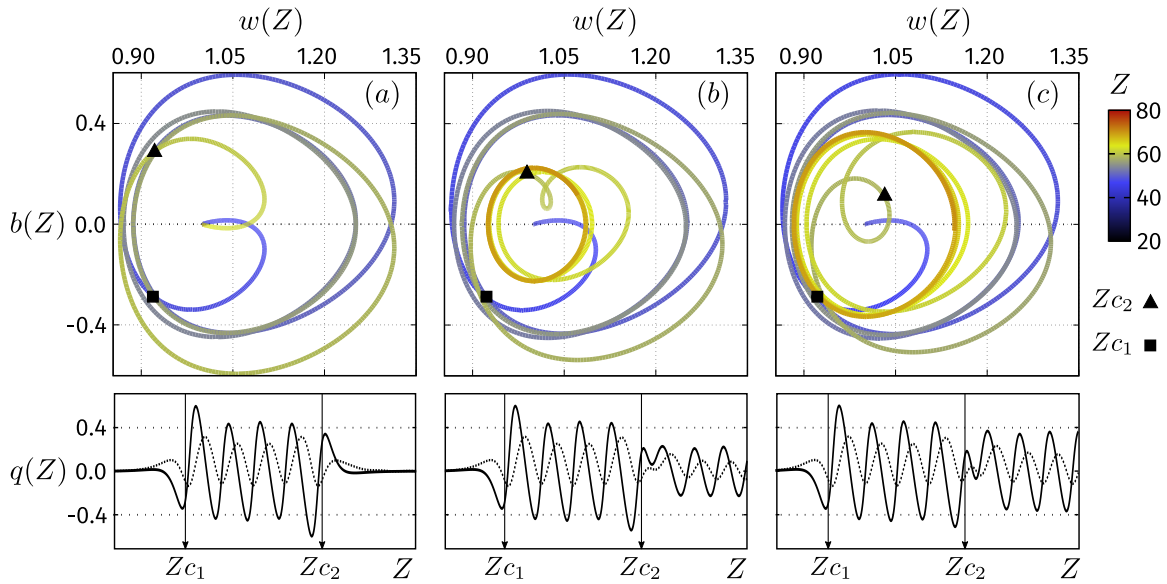 w(Z) w(Z) w(Z)
0.90 1.05 1.20 1.35 0.90 1.05 1.20 1.35 0.90 1.05 1.20 1.35
(a) (b) (c) Z
0.4 80
b(Z) 0.0 60
40
-0.4 20
Zc₂
Zc₁
0.4
q(Z) 0.0
-0.4
Zc₁ Zc₂ Z Zc₁ Zc₂ Z Zc₁ Zc₂ Z